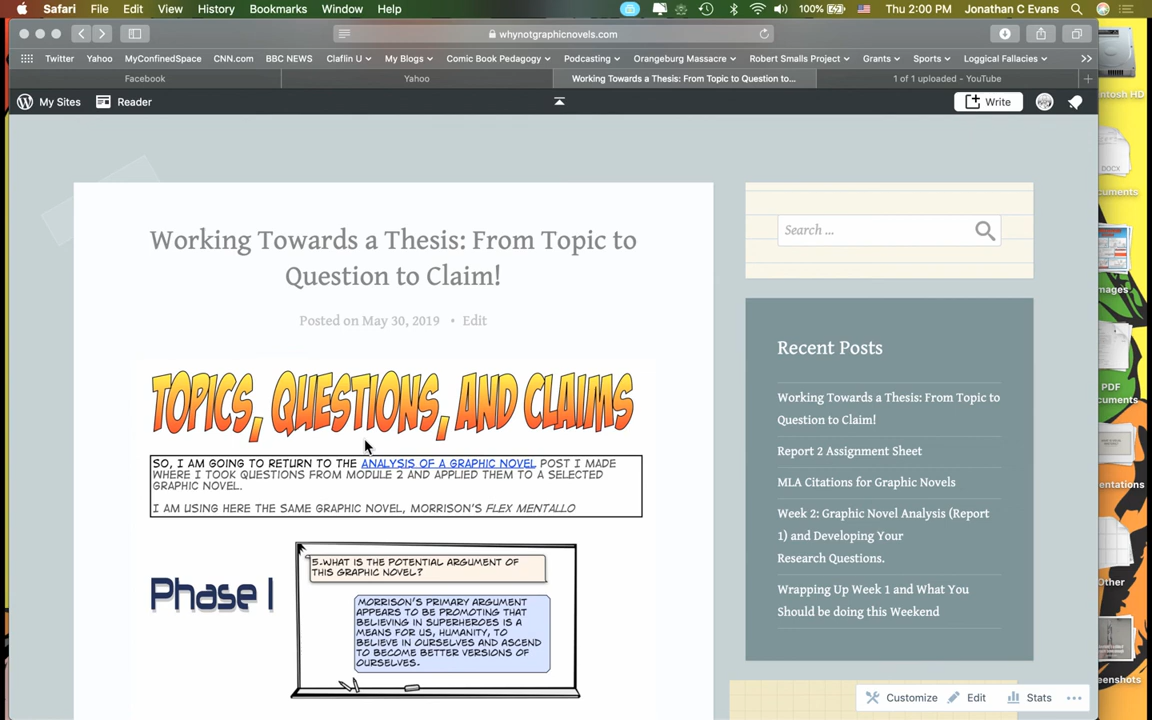 Safari File Edit View History Bookmarks Window Help 100% Thu 2:00 PM Jonathan C Evans
whynotgraphicnovels.com
Twitter Yahoo MyConfinedSpace CNN.com BBC NEWS Claflin U My Blogs Comic Book Pedagogy Podcasting Orangeburg Massacre Robert Smalls Project Grants Sports Loggical Fallacies
Facebook Yahoo Working Towards a Thesis: From Topic to Question to... 1 of 1 uploaded - YouTube
My Sites Reader Write
Working Towards a Thesis: From Topic to
Question to Claim!
Posted on May 30, 2019 • Edit
TOPICS, QUESTIONS, AND CLAIMS
SO, I AM GOING TO RETURN TO THE ANALYSIS OF A GRAPHIC NOVEL POST I MADE
WHERE I TOOK QUESTIONS FROM MODULE 2 AND APPLIED THEM TO A SELECTED
GRAPHIC NOVEL.
I AM USING HERE THE SAME GRAPHIC NOVEL, MORRISON'S FLEX MENTALLO
Phase I
5.WHAT IS THE POTENTIAL ARGUMENT OF
THIS GRAPHIC NOVEL?
MORRISON'S PRIMARY ARGUMENT
APPEARS TO BE PROMOTING THAT
BELIEVING IN SUPERHEROES IS A
MEANS FOR US, HUMANITY, TO
BELIEVE IN OURSELVES AND ASCEND
TO BECOME BETTER VERSIONS OF
OURSELVES.
Search ...
Recent Posts
Working Towards a Thesis: From Topic to
Question to Claim!
Report 2 Assignment Sheet
MLA Citations for Graphic Novels
Week 2: Graphic Novel Analysis (Report
1) and Developing Your
Research Questions.
Wrapping Up Week 1 and What You
Should be doing this Weekend
Customize Edit Stats
HD
DOCX
PDF
Other